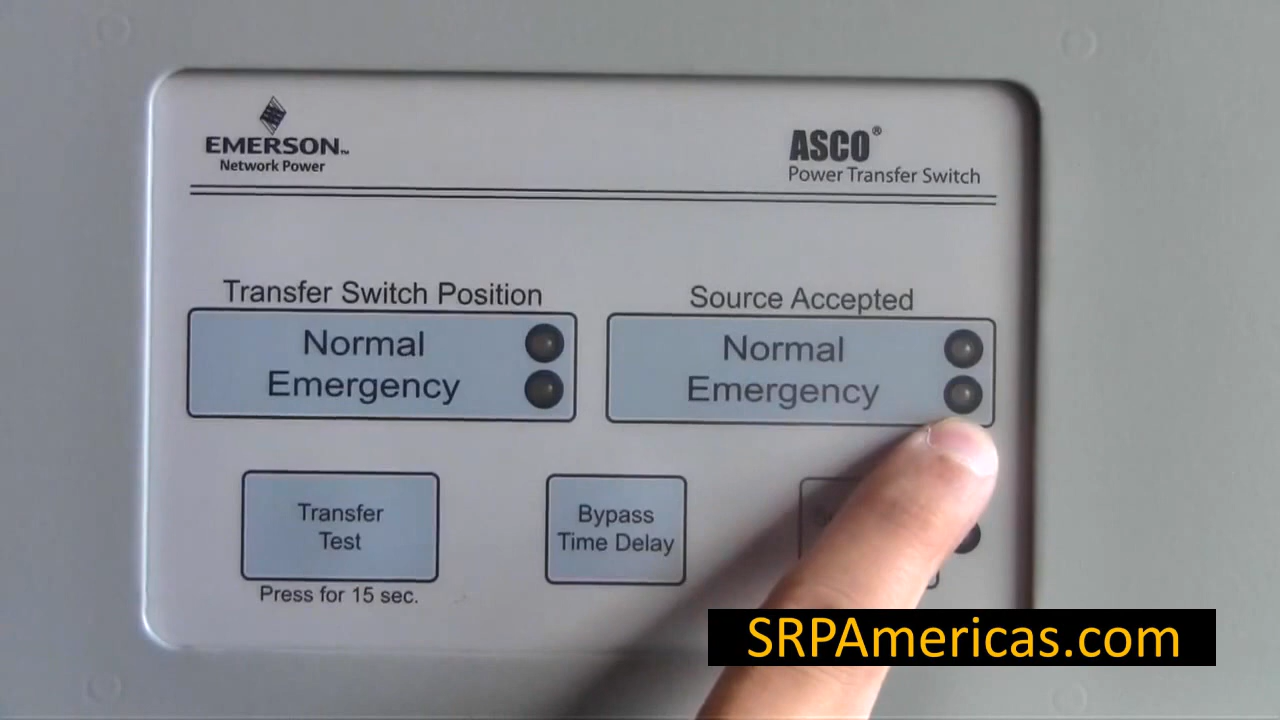 EMERSON™
Network Power
ASCO®
Power Transfer Switch
Transfer Switch Position
Normal
Emergency
Source Accepted
Normal
Emergency
Transfer
Test
Press for 15 sec.
Bypass
Time Delay
SRPAmericas.com